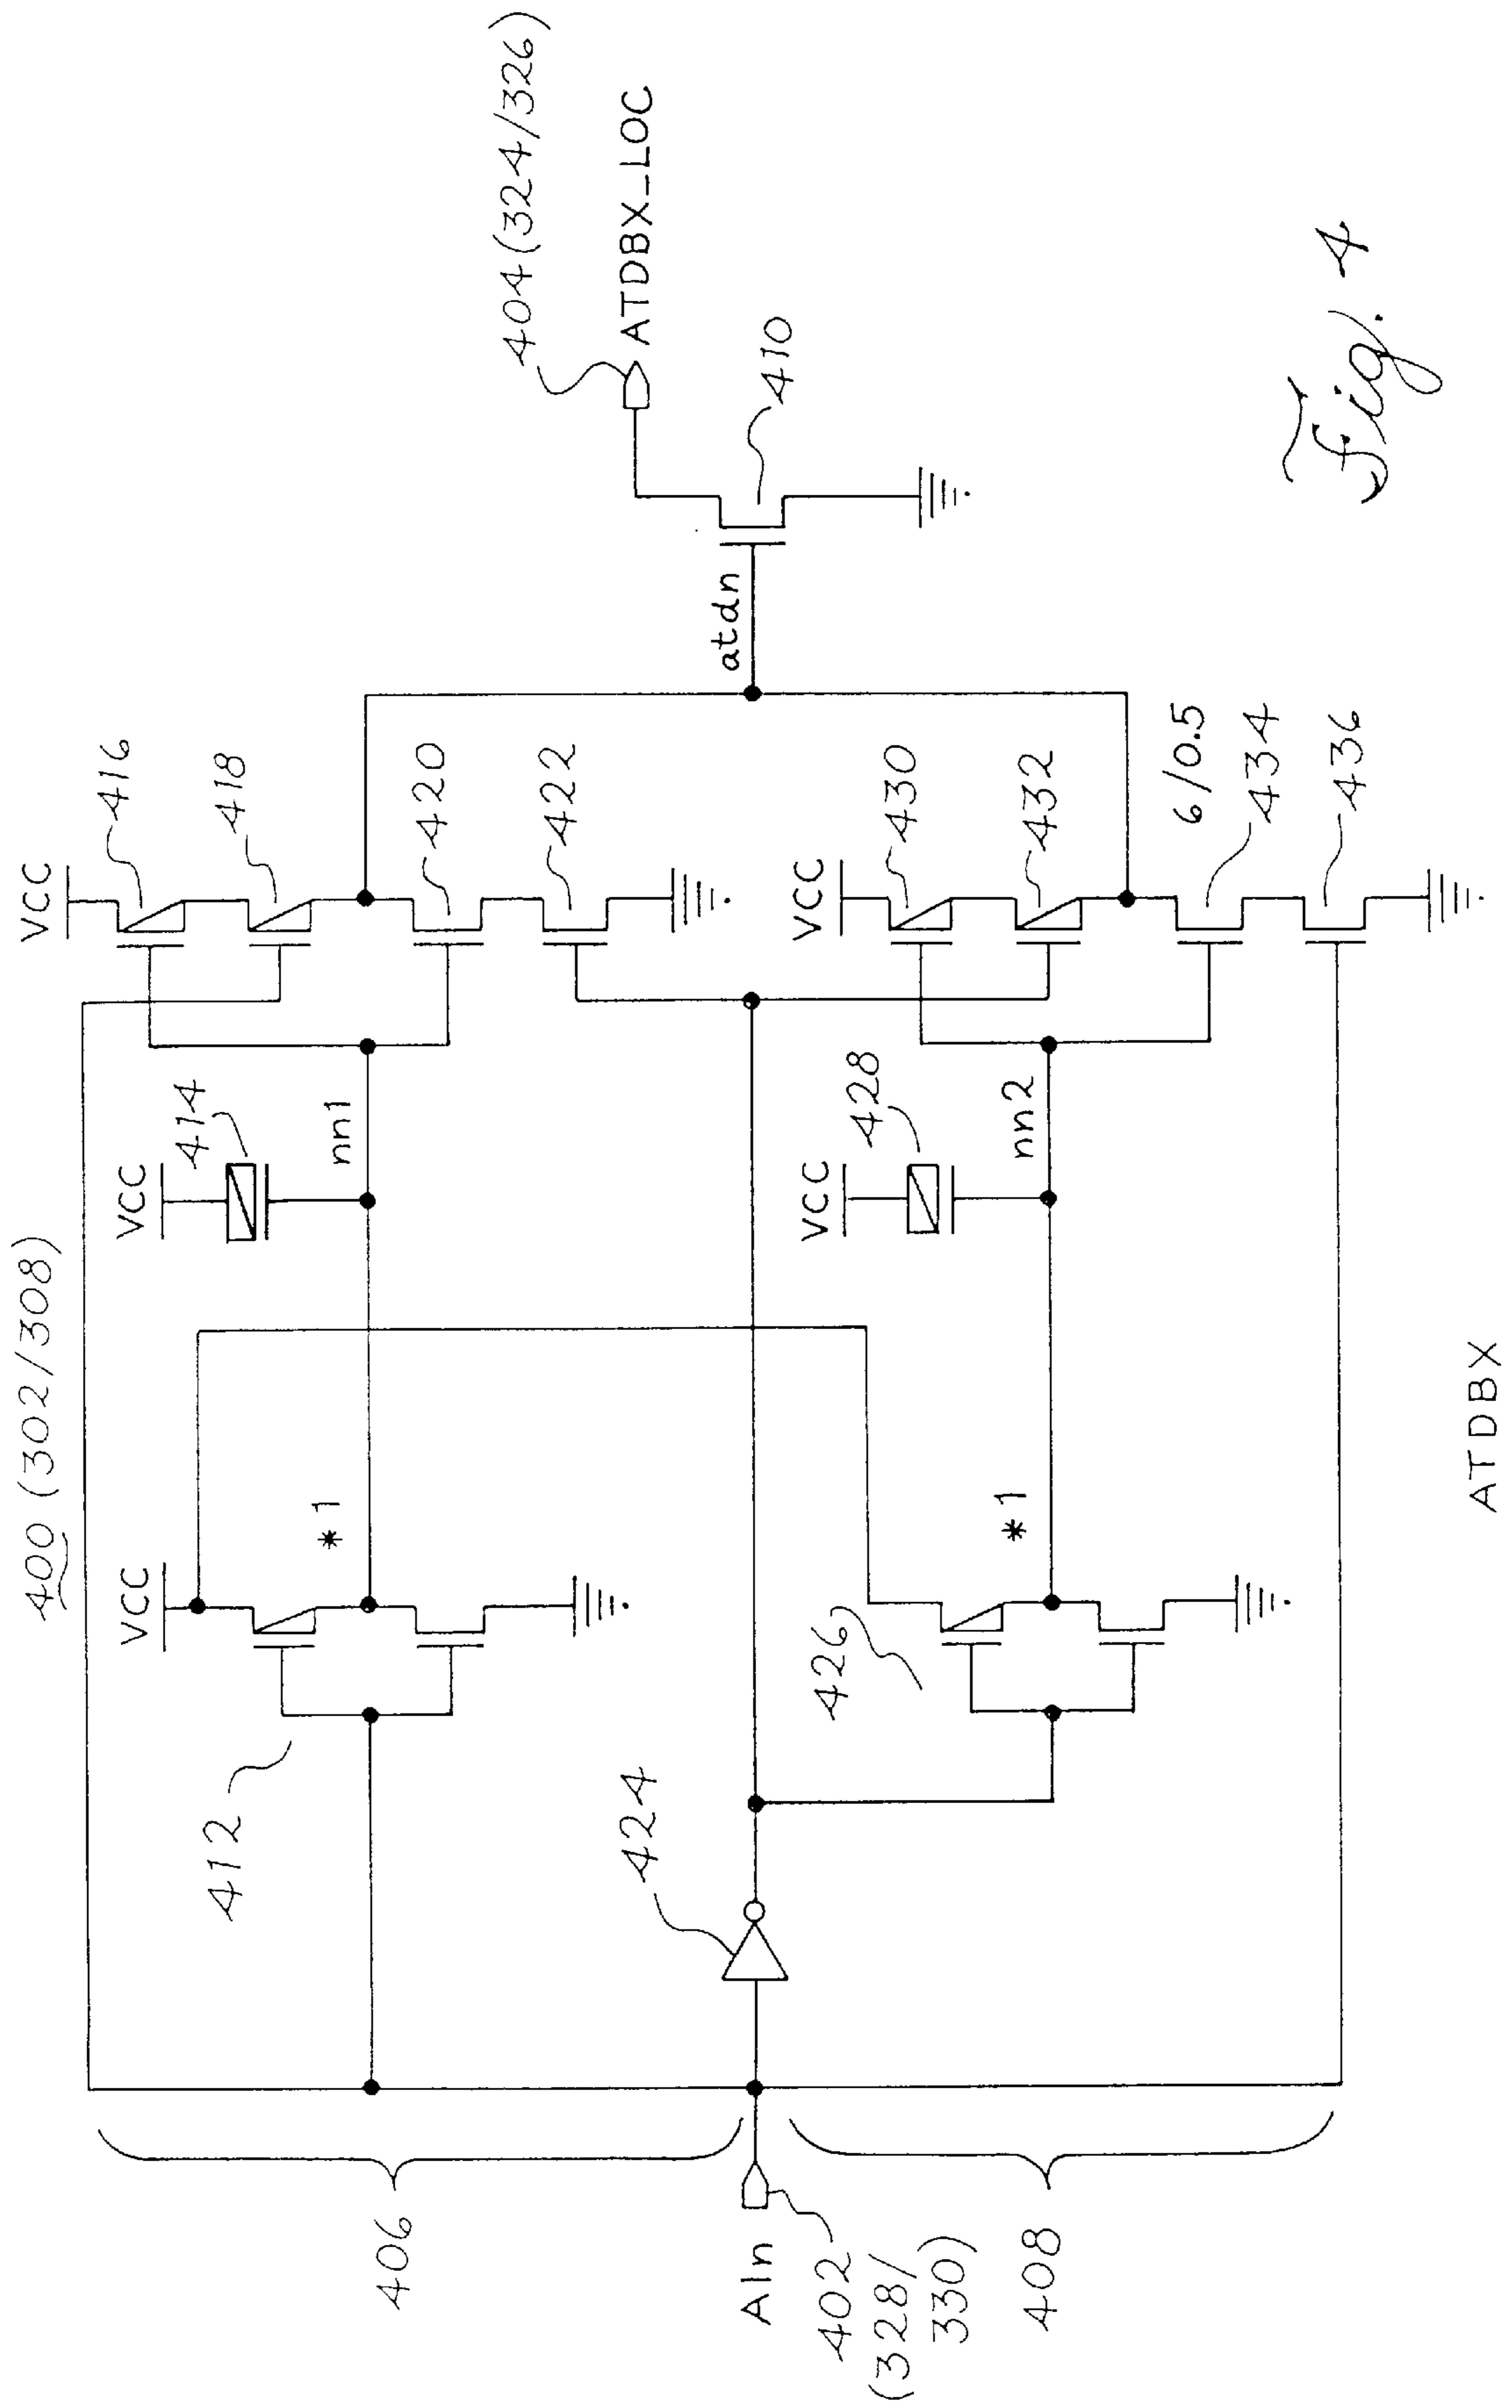 400 (302/308)
VCC
412
*1
VCC
414
nn1
VCC
416
418
420
422
406
AIn
402
(328/
330)
408
424
426
*1
VCC
428
nn2
VCC
430
432
6/0.5
434
436
atdn
410
404(324/326)
ATDBX_LOC
ATDBX
Fig. 4